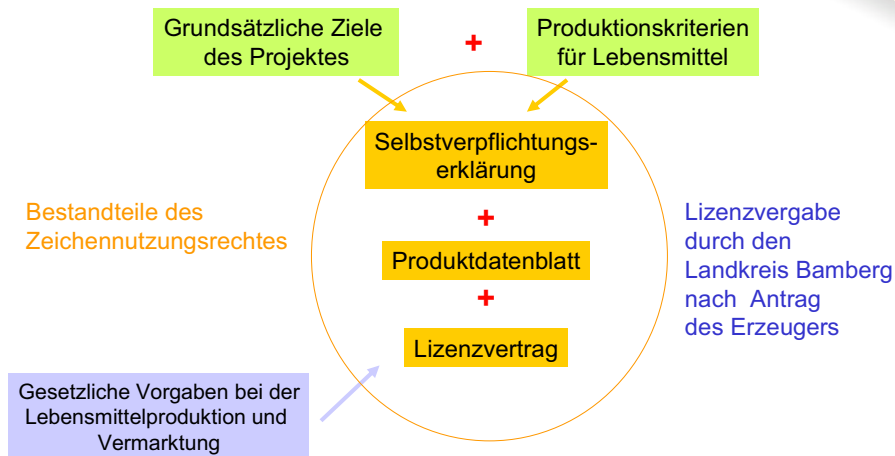 Grundsätzliche Ziele
des Projektes
+
Produktionskriterien
für Lebensmittel
Selbstverpflichtungs-
erklärung
+
Produktdatenblatt
+
Lizenzvertrag
Bestandteile des
Zeichennutzungsrechtes
Lizenzvergabe
durch den
Landkreis Bamberg
nach Antrag
des Erzeugers
Gesetzliche Vorgaben bei der
Lebensmittelproduktion und
Vermarktung